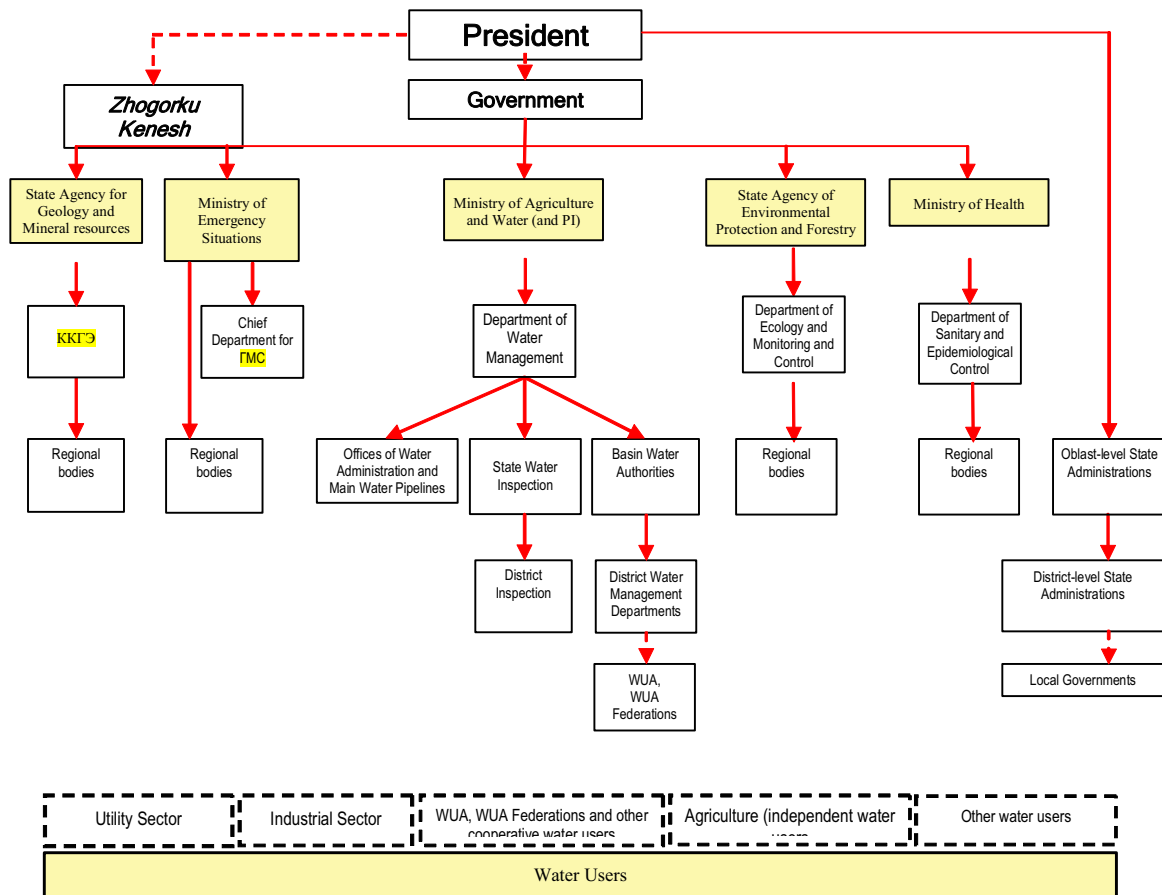 President
Zhogorku
Kenesh
Government
State Agency for
Geology and
Mineral resources
Ministry of
Emergency
Situations
Ministry of Agriculture
and Water (and PI)
State Agency of
Environmental
Protection and Forestry
Ministry of Health
ККГЭ
Chief
Department for
ГМС
Department of
Water
Management
Department of
Ecology and
Monitoring and
Control
Department of
Sanitary and
Epidemiological
Control
Regional
bodies
Regional
bodies
Offices of Water
Administration and
Main Water Pipelines
State Water
Inspection
Basin Water
Authorities
Regional
bodies
Regional
bodies
Oblast-level State
Administrations
District
Inspection
District Water
Management
Departments
District-level State
Administrations
WUA,
WUA
Federations
Local Governments
Utility Sector
Industrial Sector
WUA, WUA Federations and other
cooperative water users
Agriculture (independent water
users
Other water users
Water Users